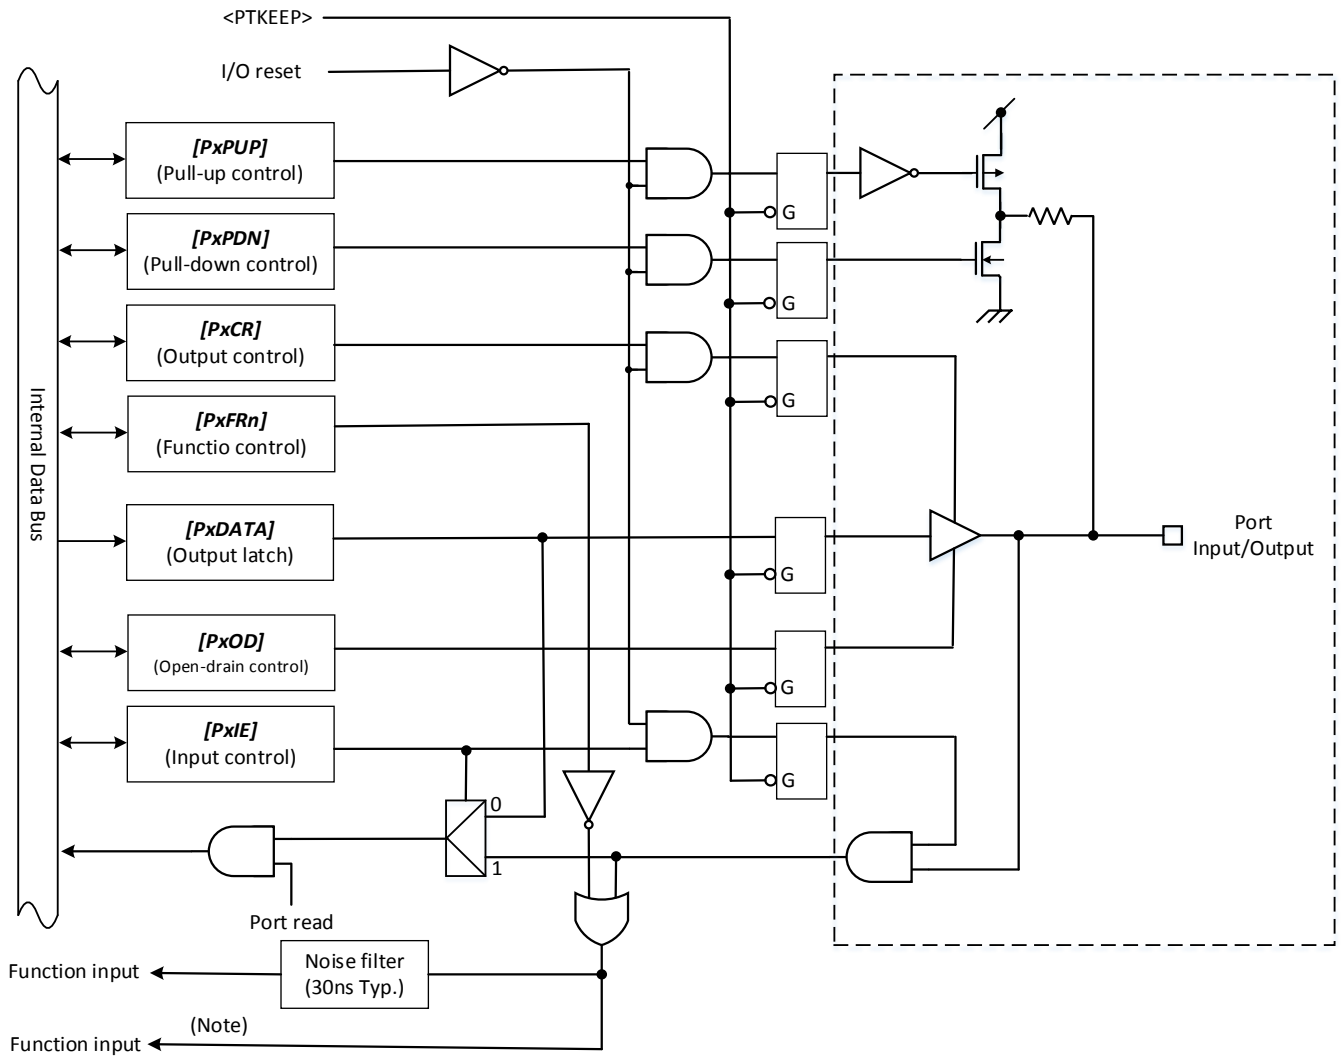 <PTKEEP>
I/O reset
[PxPUP]
(Pull-up control)
G
[PxPDN]
(Pull-down control)
G
[PxCR]
(Output control)
G
Internal Data Bus
[PxFRn]
(Functio control)
[PxDATA]
(Output latch)
G
Port
Input/Output
[PxOD]
(Open-drain control)
G
[PxIE]
(Input control)
G
0
1
Port read
Noise filter
(30ns Typ.)
Function input
(Note)
Function input